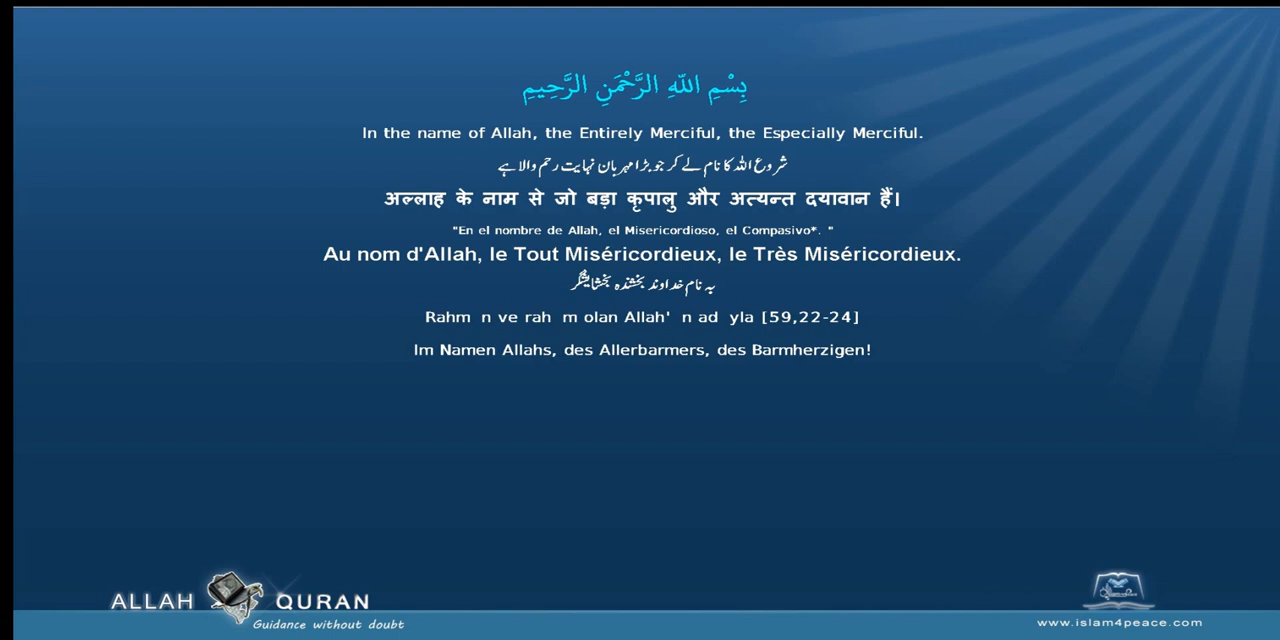 بِسْمِ اللّٰهِ الرَّحْمَنِ الرَّحِيمِ
In the name of Allah, the Entirely Merciful, the Especially Merciful.
شروع اللہ کا نام لے کر جو بڑا مہربان نہایت رحم والا ہے
अल्लाह के नाम से जो बड़ा कृपालु और अत्यन्त दयावान हैं।
"En el nombre de Allah, el Misericordioso, el Compasivo*. "
Au nom d'Allah, le Tout Miséricordieux, le Très Miséricordieux.
به نام خداوند بخشنده بخشایشگر
Rahm n ve rah m olan Allah' n ad yla [59,22-24]
Im Namen Allahs, des Allerbarmers, des Barmherzigen!
ALLAH QURAN
Guidance without doubt
www.islam4peace.com